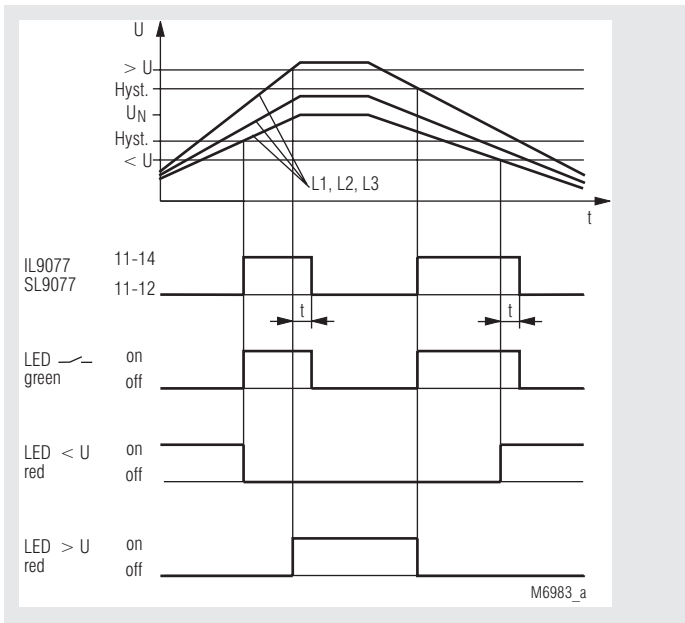 U
> U
Hyst.
UN
Hyst.
< U
L1, L2, L3
t
IL9077 11-14
SL9077 11-12
t t
LED on
green off
LED < U on
red off
LED > U on
red off
M6983_a